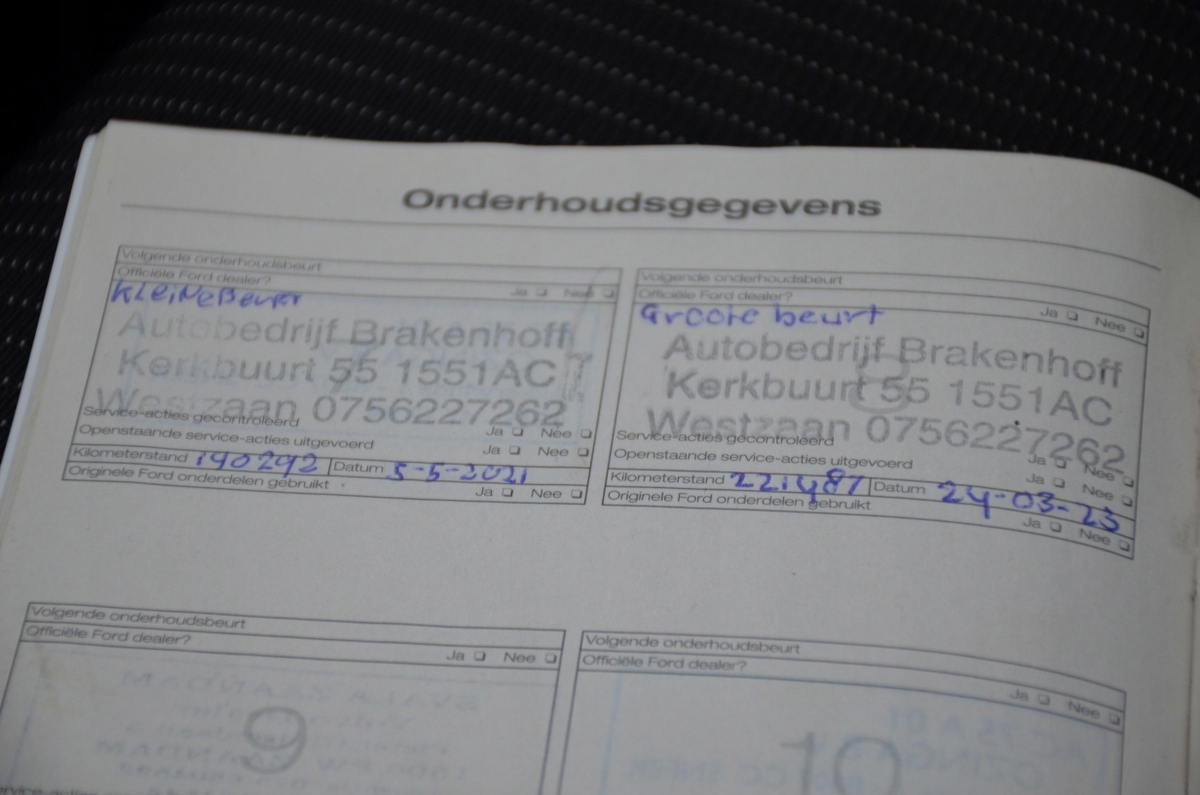 Onderhoudsgegevens
Volgende onderhoudsbeurt
Officiële Ford dealer?
Ja Nee
Kleine Beurt
Autobedrijf Brakenhoff
Kerkbuurt 55 1551AC
Westzaan 0756227262
Service-acties gecontroleerd
Ja Nee
Openstaande service-acties uitgevoerd
Ja Nee
Kilometerstand 190292 Datum 5-5-2021
Originele Ford onderdelen gebruikt
Ja Nee
Volgende onderhoudsbeurt
Officiële Ford dealer?
Ja Nee
Groote beurt
8
Autobedrijf Brakenhoff
Kerkbuurt 55 1551AC
Westzaan 0756227262
Service-acties gecontroleerd
Ja Nee
Openstaande service-acties uitgevoerd
Ja Nee
Kilometerstand 221487 Datum 24-03-23
Originele Ford onderdelen gebruikt
Ja Nee
Volgende onderhoudsbeurt
Officiële Ford dealer?
Ja Nee
9
Volgende onderhoudsbeurt
Officiële Ford dealer?
Ja Nee
10